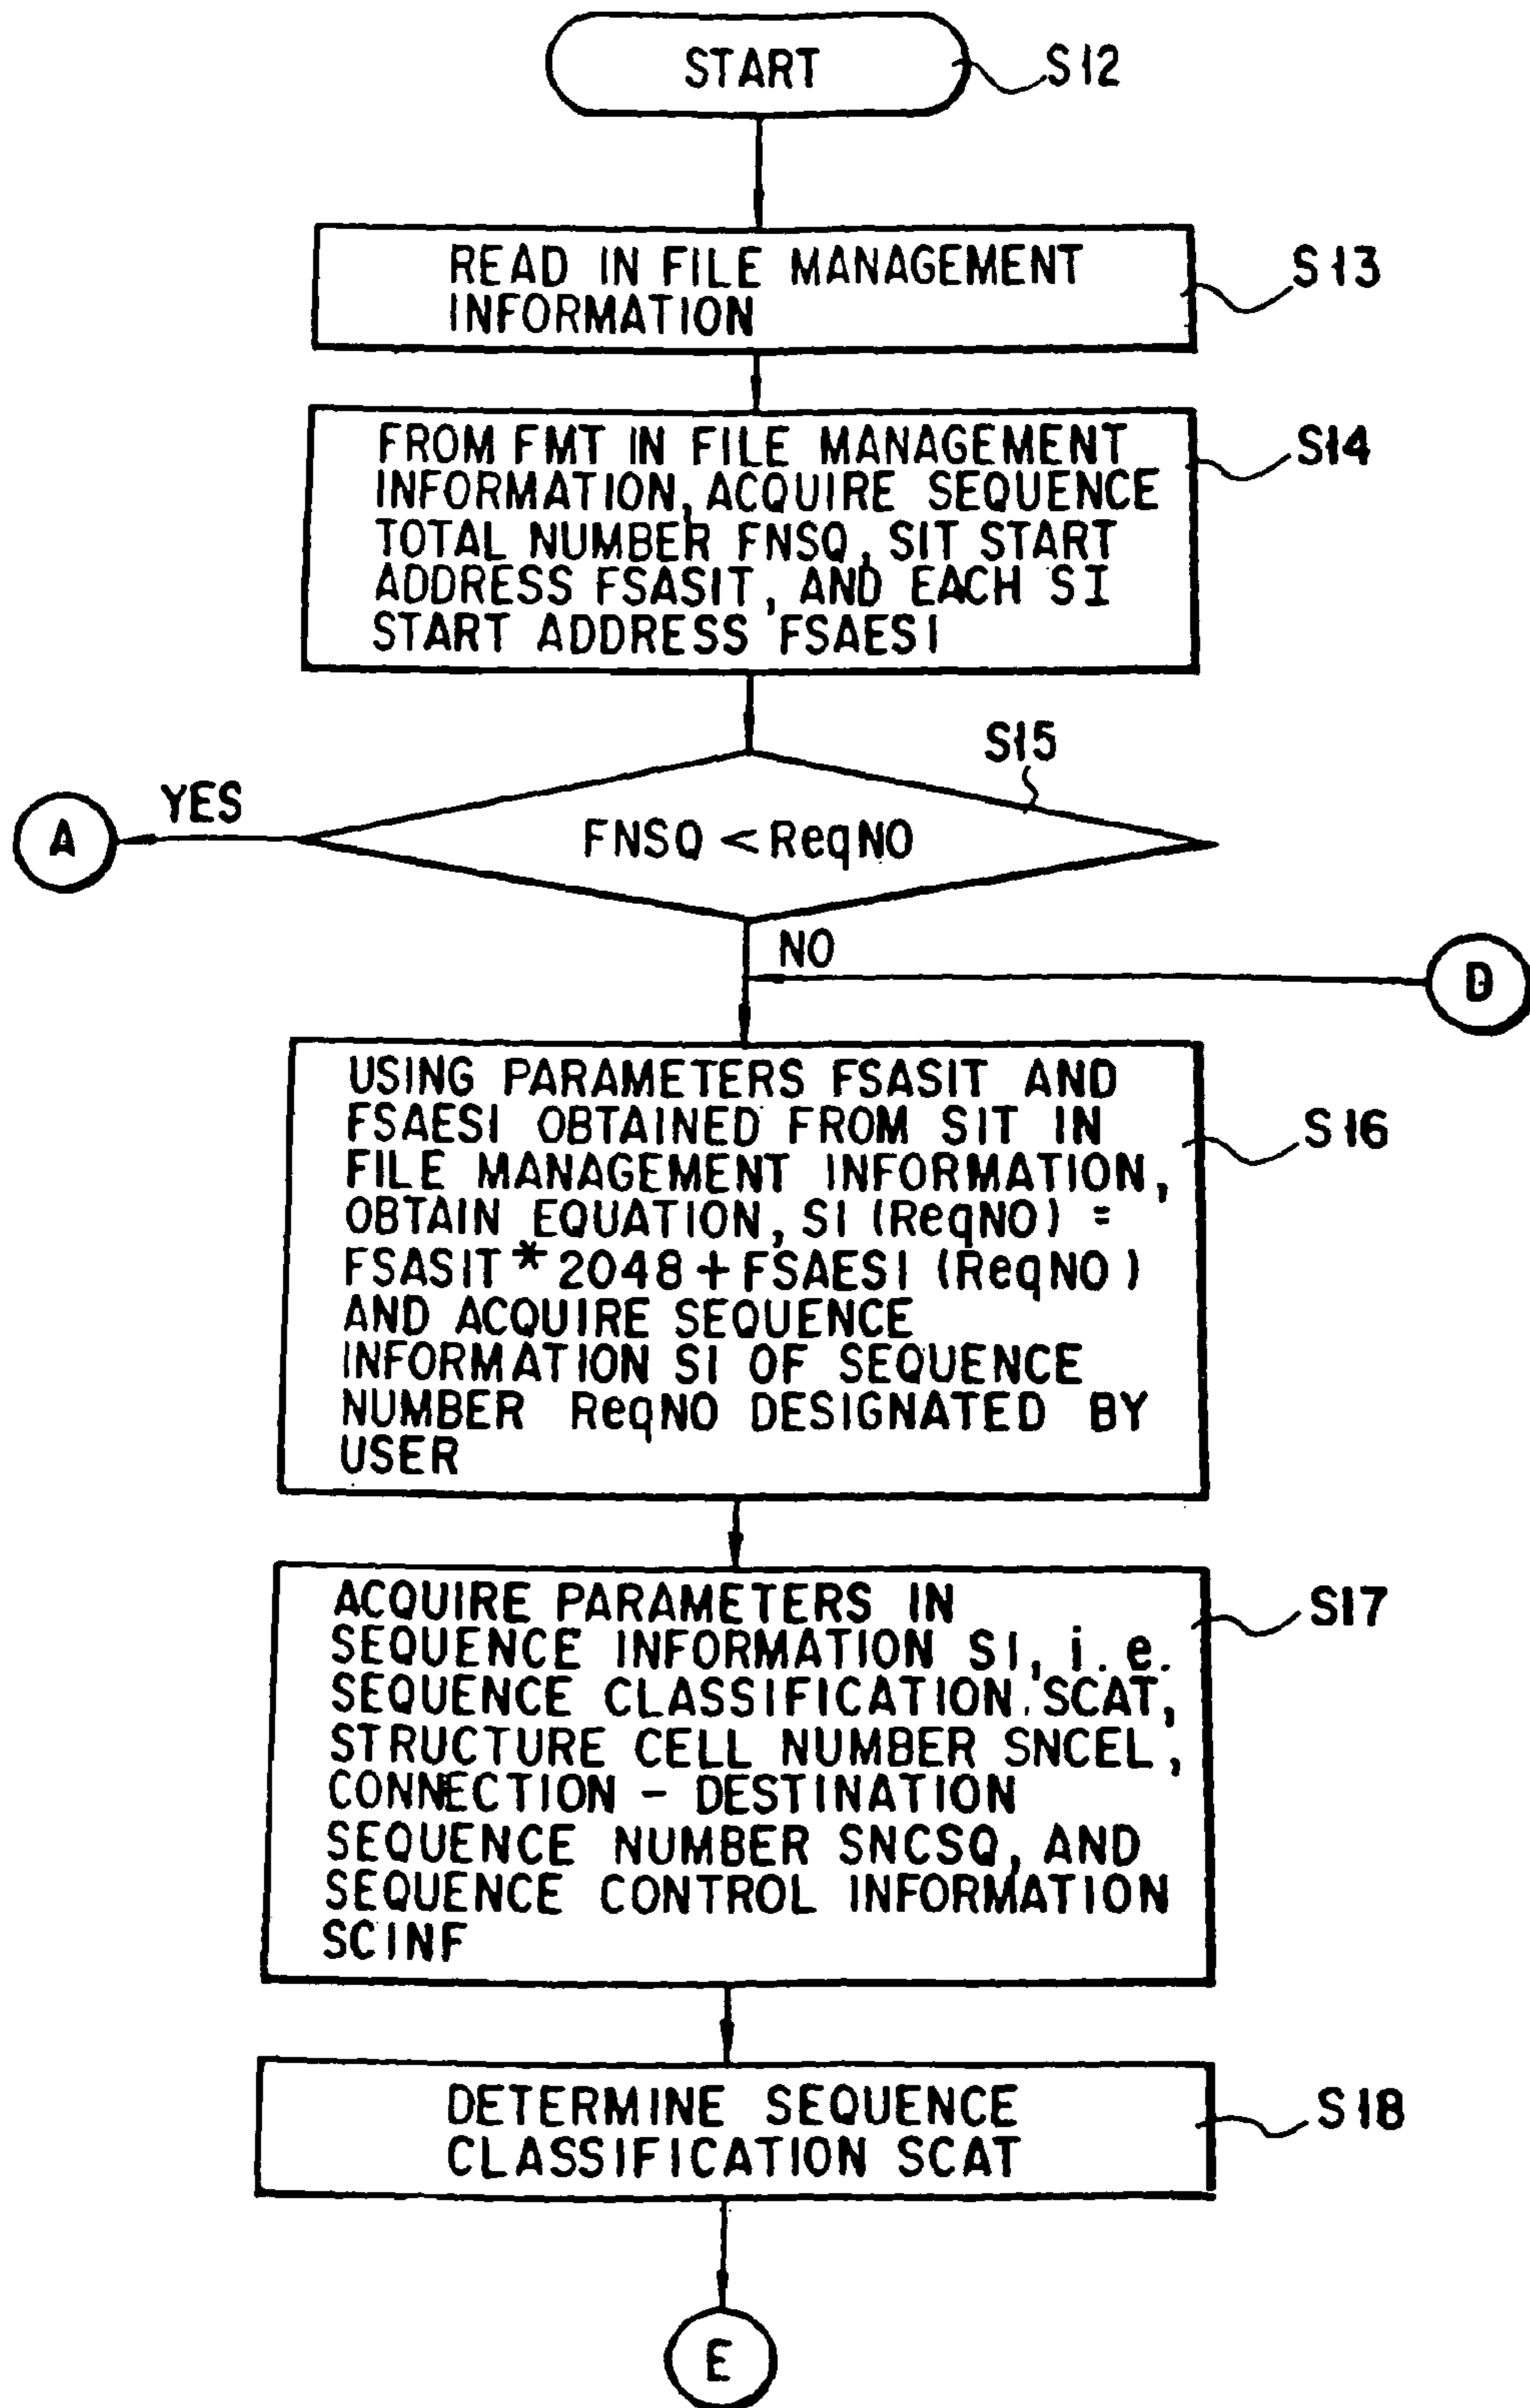 START
S12
READ IN FILE MANAGEMENT
INFORMATION
S13
FROM FMT IN FILE MANAGEMENT
INFORMATION, ACQUIRE SEQUENCE
TOTAL NUMBER FNSQ, SIT START
ADDRESS FSASIT, AND EACH SI
START ADDRESS FSAESI
S14
S15
YES
A
FNSQ < ReqNO
NO
D
USING PARAMETERS FSASIT AND
FSAESI OBTAINED FROM SIT IN
FILE MANAGEMENT INFORMATION,
OBTAIN EQUATION, SI (ReqNO) =
FSASIT * 2048 + FSAESI (ReqNO)
AND ACQUIRE SEQUENCE
INFORMATION SI OF SEQUENCE
NUMBER ReqNO DESIGNATED BY
USER
S16
ACQUIRE PARAMETERS IN
SEQUENCE INFORMATION SI, i.e.
SEQUENCE CLASSIFICATION SCAT,
STRUCTURE CELL NUMBER SNCEL,
CONNECTION - DESTINATION
SEQUENCE NUMBER SNCSQ, AND
SEQUENCE CONTROL INFORMATION
SCINF
S17
DETERMINE SEQUENCE
CLASSIFICATION SCAT
S18
E